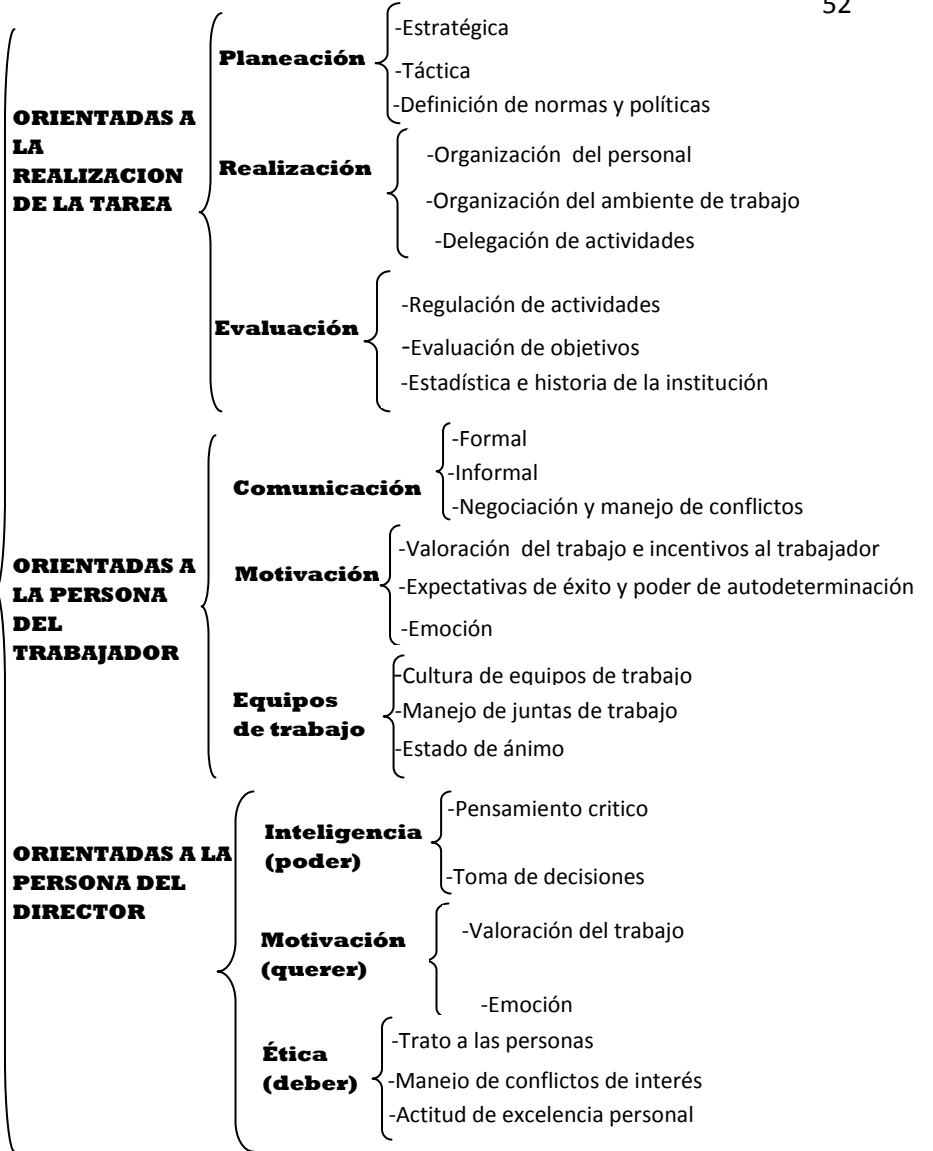 52
ORIENTADAS A
LA
REALIZACION
DE LA TAREA
Planeación
-Estratégica
-Táctica
-Definición de normas y políticas
Realización
-Organización del personal
-Organización del ambiente de trabajo
-Delegación de actividades
Evaluación
-Regulación de actividades
-Evaluación de objetivos
-Estadística e historia de la institución
ORIENTADAS A
LA PERSONA
DEL
TRABAJADOR
Comunicación
-Formal
-Informal
-Negociación y manejo de conflictos
Motivación
-Valoración del trabajo e incentivos al trabajador
-Expectativas de éxito y poder de autodeterminación
-Emoción
Equipos
de trabajo
-Cultura de equipos de trabajo
-Manejo de juntas de trabajo
-Estado de ánimo
ORIENTADAS A LA
PERSONA DEL
DIRECTOR
Inteligencia
(poder)
-Pensamiento critico
-Toma de decisiones
Motivación
(querer)
-Valoración del trabajo
-Emoción
Ética
(deber)
-Trato a las personas
-Manejo de conflictos de interés
-Actitud de excelencia personal